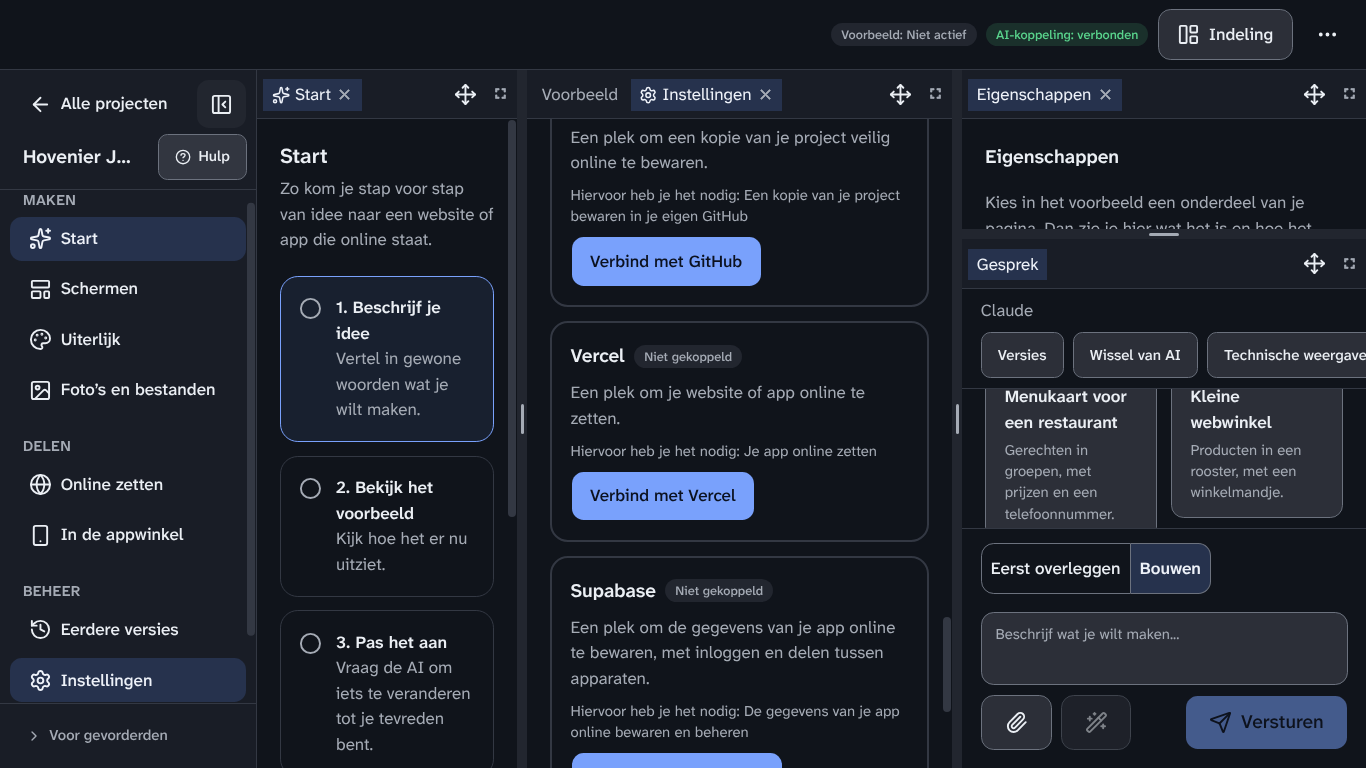 Voorbeeld: Niet actief
AI-koppeling: verbonden
Indeling
Alle projecten
Hovenier J...
Hulp
MAKEN
Start
Schermen
Uiterlijk
Foto's en bestanden
DELEN
Online zetten
In de appwinkel
BEHEER
Eerdere versies
Instellingen
Voor gevorderden
Start
Start
Zo kom je stap voor stap
van idee naar een website of
app die online staat.
1. Beschrijf je
idee
Vertel in gewone
woorden wat je
wilt maken.
2. Bekijk het
voorbeeld
Kijk hoe het er nu
uitziet.
3. Pas het aan
Vraag de AI om
iets te veranderen
tot je tevreden
bent.
Voorbeeld
Instellingen
Een plek om een kopie van je project veilig
online te bewaren.
Hiervoor heb je het nodig: Een kopie van je project
bewaren in je eigen GitHub
Verbind met GitHub
Vercel
Niet gekoppeld
Een plek om je website of app online te
zetten.
Hiervoor heb je het nodig: Je app online zetten
Verbind met Vercel
Supabase
Niet gekoppeld
Een plek om de gegevens van je app online
te bewaren, met inloggen en delen tussen
apparaten.
Hiervoor heb je het nodig: De gegevens van je app
online bewaren en beheren
Eigenschappen
Eigenschappen
Kies in het voorbeeld een onderdeel van je
pagina. Dan zie je hier wat het is en hoe het
Gesprek
Claude
Versies
Wissel van AI
Technische weergave
Menukaart voor
een restaurant
Gerechten in
groepen, met
prijzen en een
telefoonnummer.
Kleine
webwinkel
Producten in een
rooster, met een
winkelmandje.
Eerst overleggen
Bouwen
Beschrijf wat je wilt maken...
Versturen